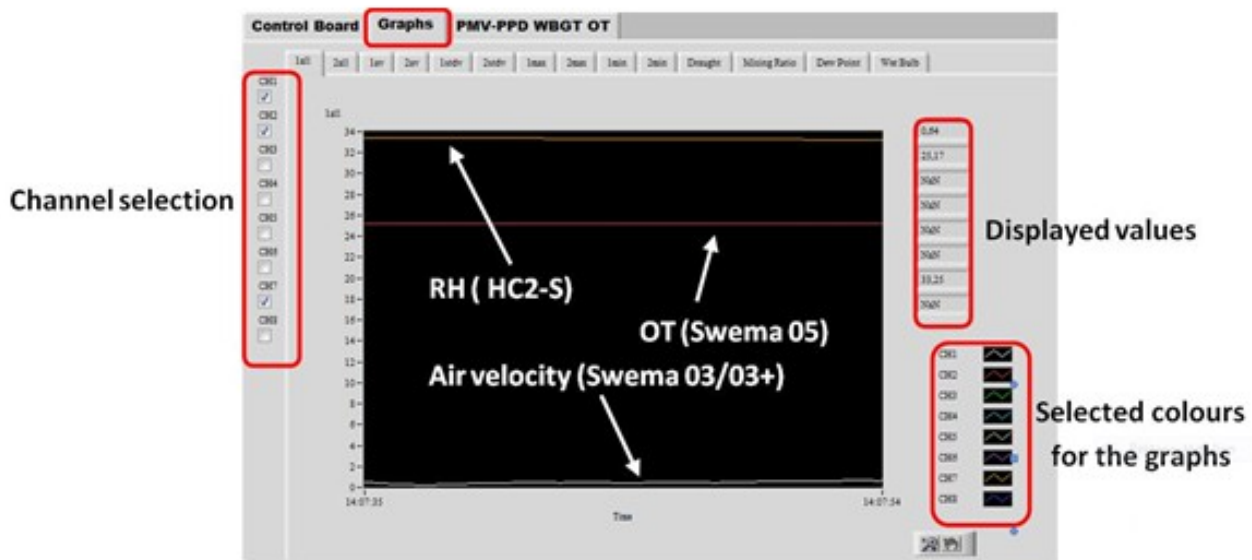 Control Board Graphs PMV-PPD WBGT OT
1all 2all 1av 2av 1stdv 2stdv 1max 2max 1min 2min Draught Mixing Ratio Dew Point Wet Bulb
CH1
CH2
CH3
CH4
CH5
CH6
CH7
CH8
Channel selection
1all
34
32
30
28
26
24
22
20
18
16
14
12
10
8
6
4
2
0
14:07:35
14:07:54
Time
RH ( HC2-S)
OT (Swema 05)
Air velocity (Swema 03/03+)
0,64
25,17
NaN
NaN
NaN
NaN
33,25
NaN
Displayed values
CH1
CH2
CH3
CH4
CH5
CH6
CH7
CH8
Selected colours
for the graphs